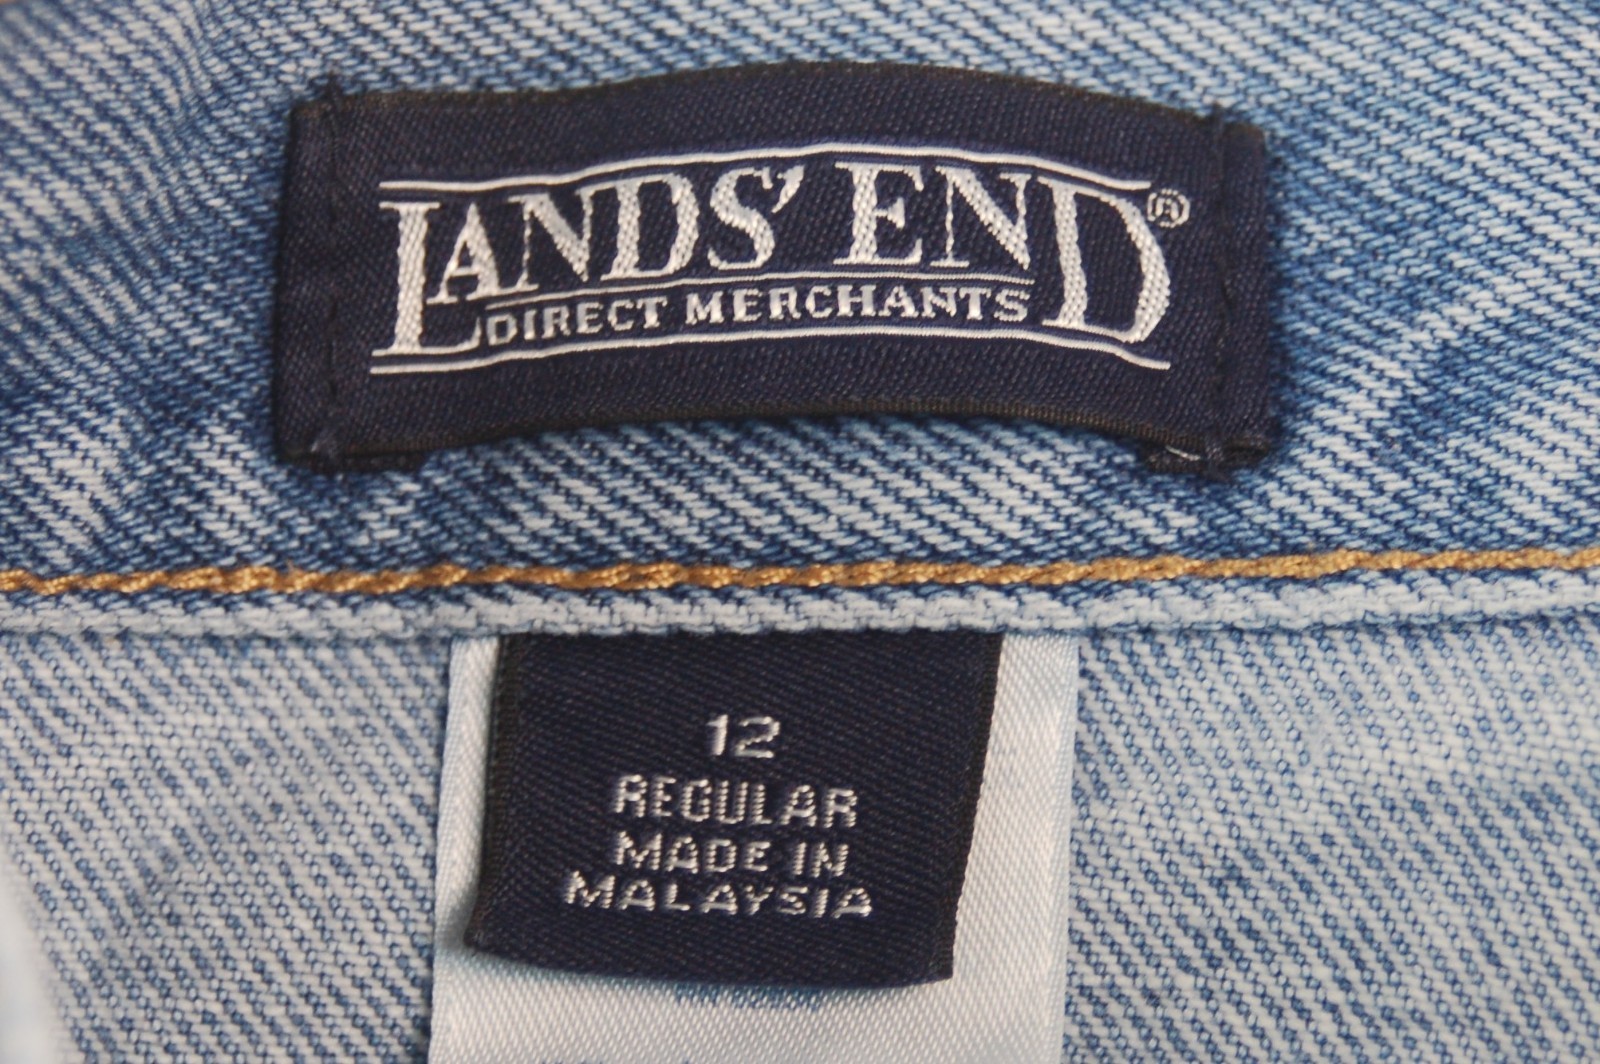 LANDS' END®
DIRECT MERCHANTS
12
REGULAR
MADE IN
MALAYSIA